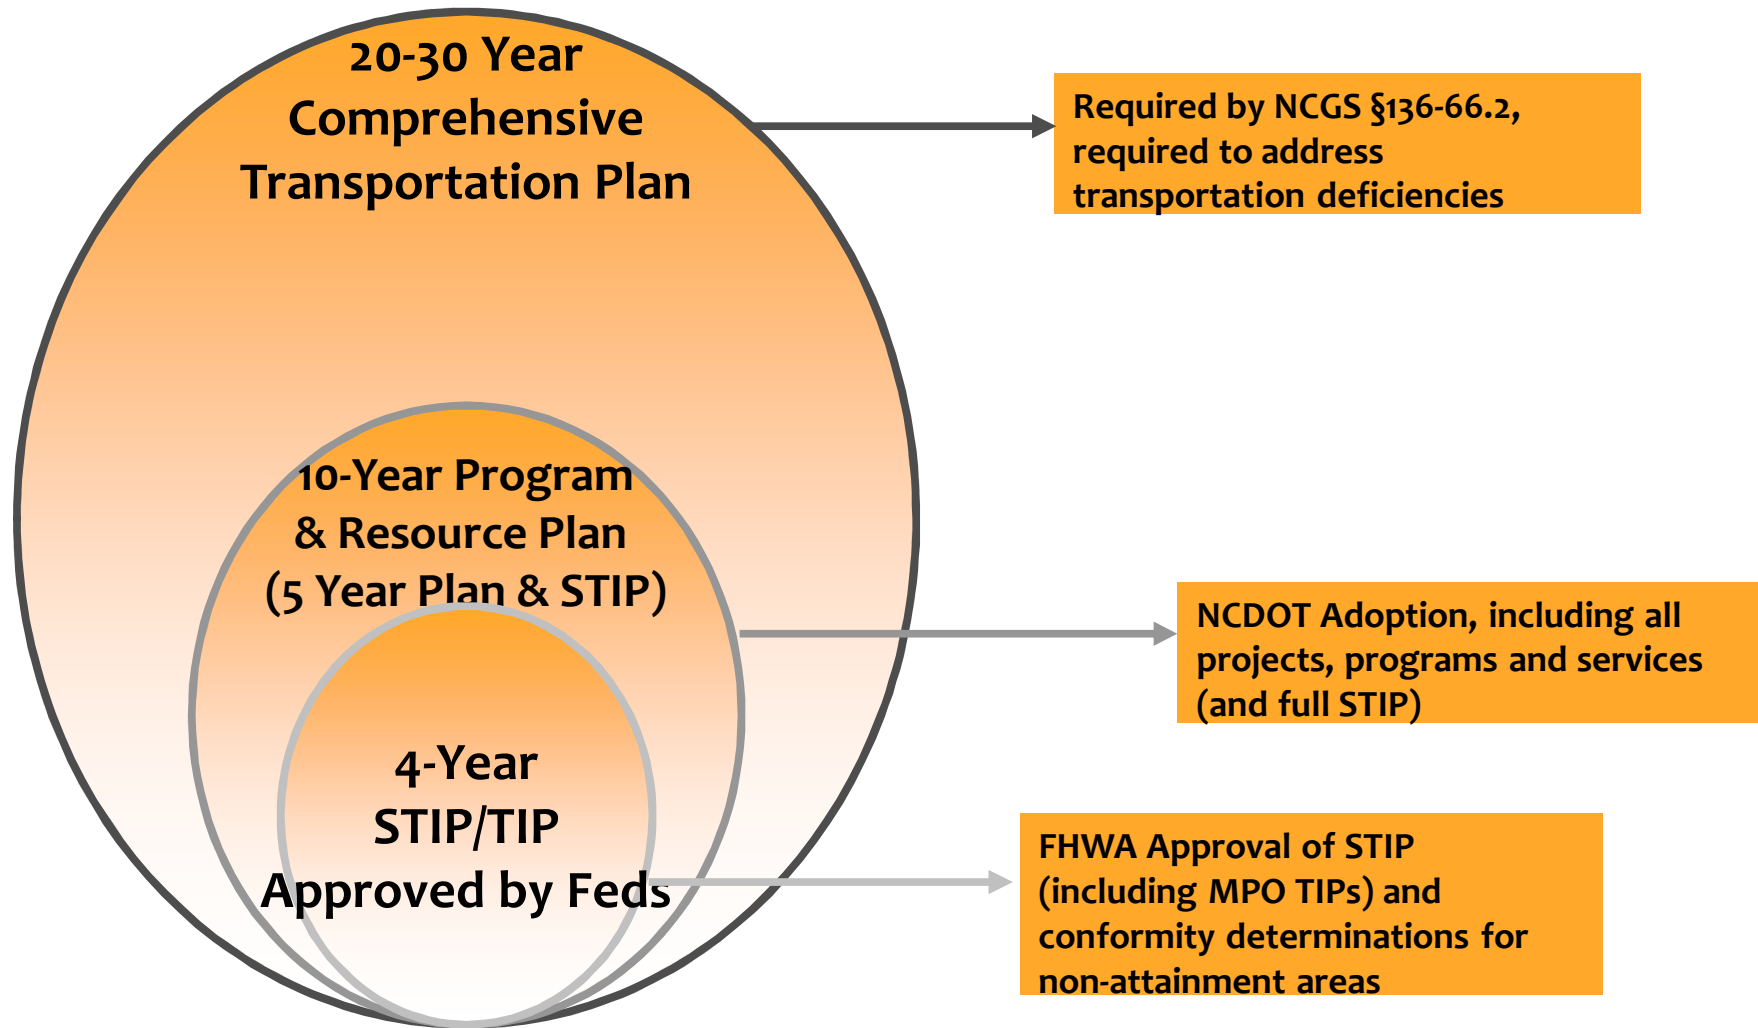 20-30 Year
Comprehensive
Transportation Plan
Required by NCGS §136-66.2,
required to address
transportation deficiencies
10-Year Program
& Resource Plan
(5 Year Plan & STIP)
NCDOT Adoption, including all
projects, programs and services
(and full STIP)
4-Year
STIP/TIP
Approved by Feds
FHWA Approval of STIP
(including MPO TIPs) and
conformity determinations for
non-attainment areas